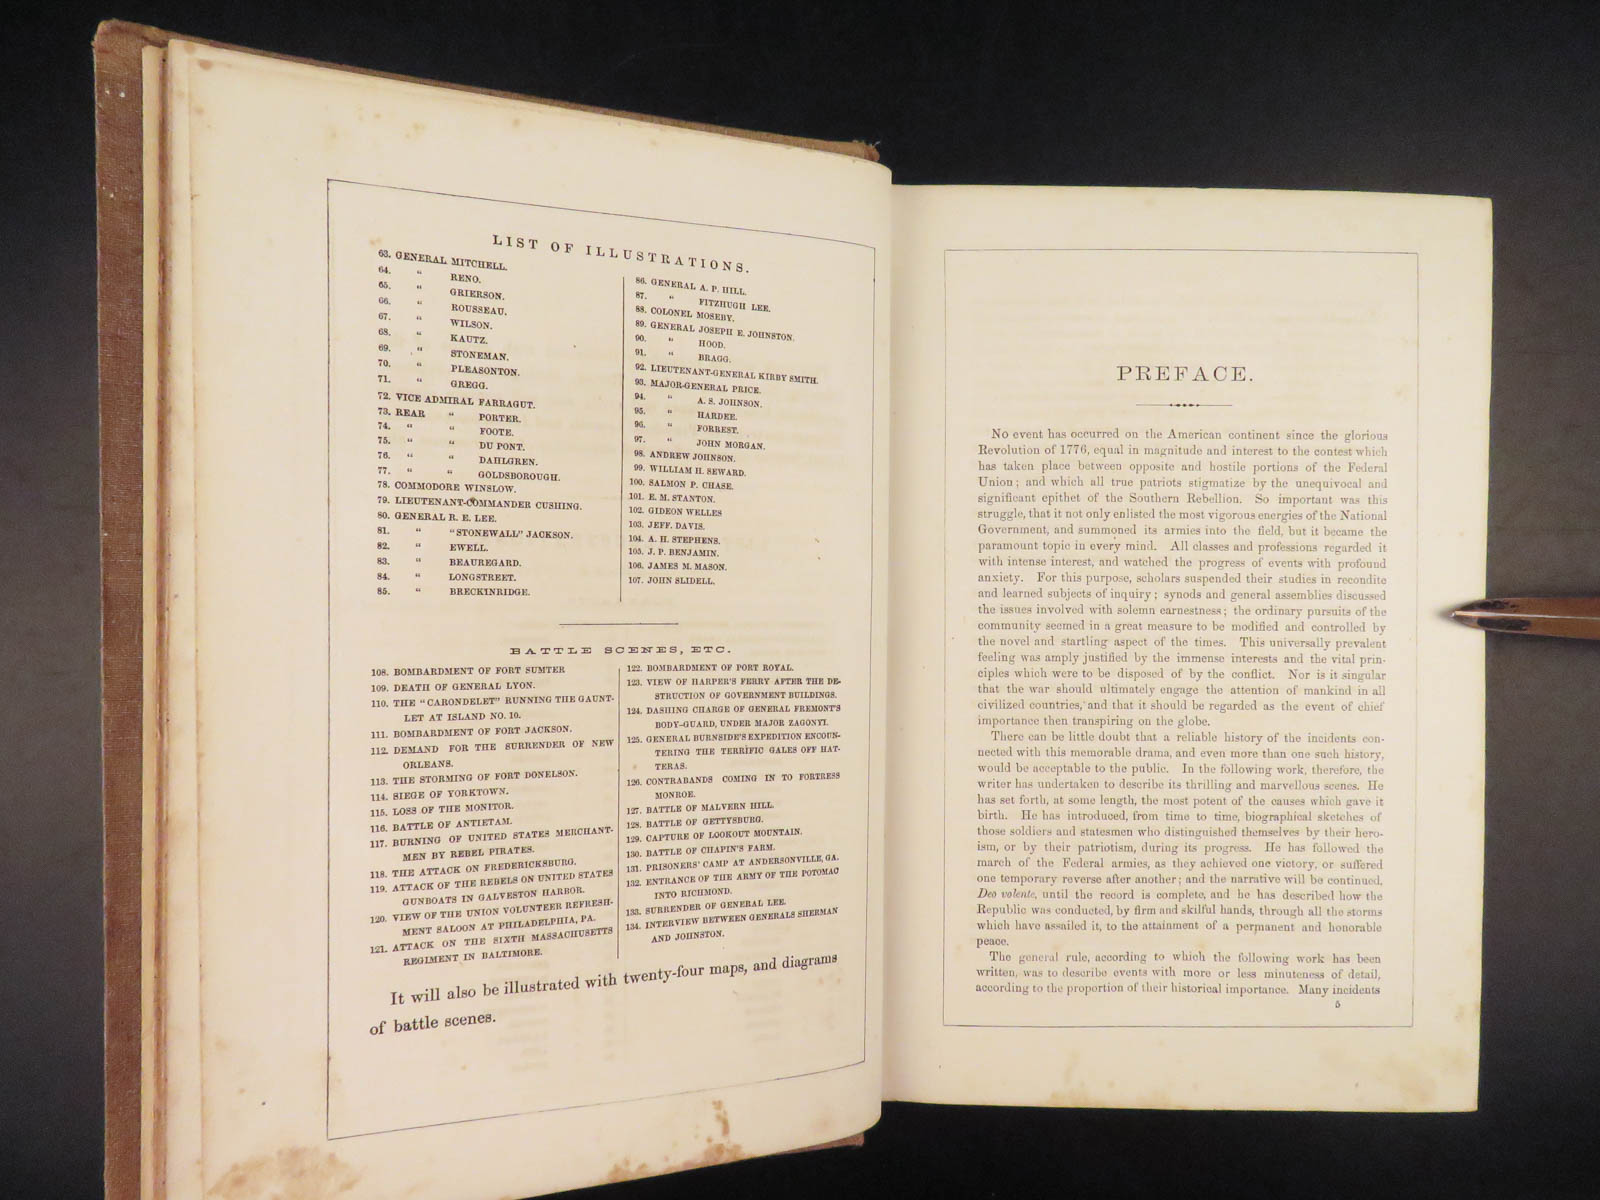 LIST OF ILLUSTRATIONS.
63. GENERAL MITCHELL.
64. " RENO.
65. " GRIERSON.
66. " ROUSSEAU.
67. " WILSON.
68. " KAUTZ.
69. " STONEMAN.
70. " PLEASONTON.
71. " GREGG.
72. VICE ADMIRAL FARRAGUT.
73. REAR " PORTER.
74. " " FOOTE.
75. " " DU PONT.
76. " " DAHLGREN.
77. " " GOLDSBOROUGH.
78. COMMODORE WINSLOW.
79. LIEUTENANT-COMMANDER CUSHING.
80. GENERAL R. E. LEE.
81. " "STONEWALL" JACKSON.
82. " EWELL.
83. " BEAUREGARD.
84. " LONGSTREET.
85. " BRECKINRIDGE.
86. GENERAL A. P. HILL.
87. " FITZHUGH LEE.
88. COLONEL MOSEBY.
89. GENERAL JOSEPH E. JOHNSTON.
90. " HOOD.
91. " BRAGG.
92. LIEUTENANT-GENERAL KIRBY SMITH.
93. MAJOR-GENERAL PRICE.
94. " A. S. JOHNSON.
95. " HARDEE.
96. " FORREST.
97. " JOHN MORGAN.
98. ANDREW JOHNSON.
99. WILLIAM H. SEWARD.
100. SALMON P. CHASE.
101. E. M. STANTON.
102. GIDEON WELLES
103. JEFF. DAVIS.
104. A. H. STEPHENS.
105. J. P. BENJAMIN.
106. JAMES M. MASON.
107. JOHN SLIDELL.
BATTLE SCENES, ETC.
108. BOMBARDMENT OF FORT SUMTER
109. DEATH OF GENERAL LYON.
110. THE "CARONDELET" RUNNING THE GAUNT-
LET AT ISLAND NO. 10.
111. BOMBARDMENT OF FORT JACKSON.
112. DEMAND FOR THE SURRENDER OF NEW
ORLEANS.
113. THE STORMING OF FORT DONELSON.
114. SIEGE OF YORKTOWN.
115. LOSS OF THE MONITOR.
116. BATTLE OF ANTIETAM.
117. BURNING OF UNITED STATES MERCHANT-
MEN BY REBEL PIRATES.
118. THE ATTACK ON FREDERICKSBURG.
119. ATTACK OF THE REBELS ON UNITED STATES
GUNBOATS IN GALVESTON HARBOR.
120. VIEW OF THE UNION VOLUNTEER REFRESH-
MENT SALOON AT PHILADELPHIA, PA.
121. ATTACK ON THE SIXTH MASSACHUSETTS
REGIMENT IN BALTIMORE.
122. BOMBARDMENT OF PORT ROYAL.
123. VIEW OF HARPER'S FERRY AFTER THE DE-
STRUCTION OF GOVERNMENT BUILDINGS.
124. DASHING CHARGE OF GENERAL FREMONT'S
BODY-GUARD, UNDER MAJOR ZAGONYI.
125. GENERAL BURNSIDE'S EXPEDITION ENCOUN-
TERING THE TERRIFIC GALES OFF HAT-
TERAS.
126. CONTRABANDS COMING IN TO FORTRESS
MONROE.
127. BATTLE OF MALVERN HILL.
128. BATTLE OF GETTYSBURG.
129. CAPTURE OF LOOKOUT MOUNTAIN.
130. BATTLE OF CHAPIN'S FARM.
131. PRISONERS' CAMP AT ANDERSONVILLE, GA.
132. ENTRANCE OF THE ARMY OF THE POTOMAC
INTO RICHMOND.
133. SURRENDER OF GENERAL LEE.
134. INTERVIEW BETWEEN GENERALS SHERMAN
AND JOHNSTON.
It will also be illustrated with twenty-four maps, and diagrams
of battle scenes.
PREFACE.
No event has occurred on the American continent since the glorious
Revolution of 1776, equal in magnitude and interest to the contest which
has taken place between opposite and hostile portions of the Federal
Union; and which all true patriots stigmatize by the unequivocal and
significant epithet of the Southern Rebellion. So important was this
struggle, that it not only enlisted the most vigorous energies of the National
Government, and summoned its armies into the field, but it became the
paramount topic in every mind. All classes and professions regarded it
with intense interest, and watched the progress of events with profound
anxiety. For this purpose, scholars suspended their studies in recondite
and learned subjects of inquiry; synods and general assemblies discussed
the issues involved with solemn earnestness; the ordinary pursuits of the
community seemed in a great measure to be modified and controlled by
the novel and startling aspect of the times. This universally prevalent
feeling was amply justified by the immense interests and the vital prin-
ciples which were to be disposed of by the conflict. Nor is it singular
that the war should ultimately engage the attention of mankind in all
civilized countries, and that it should be regarded as the event of chief
importance then transpiring on the globe.
There can be little doubt that a reliable history of the incidents con-
nected with this memorable drama, and even more than one such history,
would be acceptable to the public. In the following work, therefore, the
writer has undertaken to describe its thrilling and marvellous scenes. He
has set forth, at some length, the most potent of the causes which gave it
birth. He has introduced, from time to time, biographical sketches of
those soldiers and statesmen who distinguished themselves by their hero-
ism, or by their patriotism, during its progress. He has followed the
march of the Federal armies, as they achieved one victory, or suffered
one temporary reverse after another; and the narrative will be continued,
Deo volente, until the record is complete, and he has described how the
Republic was conducted, by firm and skilful hands, through all the storms
which have assailed it, to the attainment of a permanent and honorable
peace.
The general rule, according to which the following work has been
written, was to describe events with more or less minuteness of detail,
according to the proportion of their historical importance. Many incidents
5